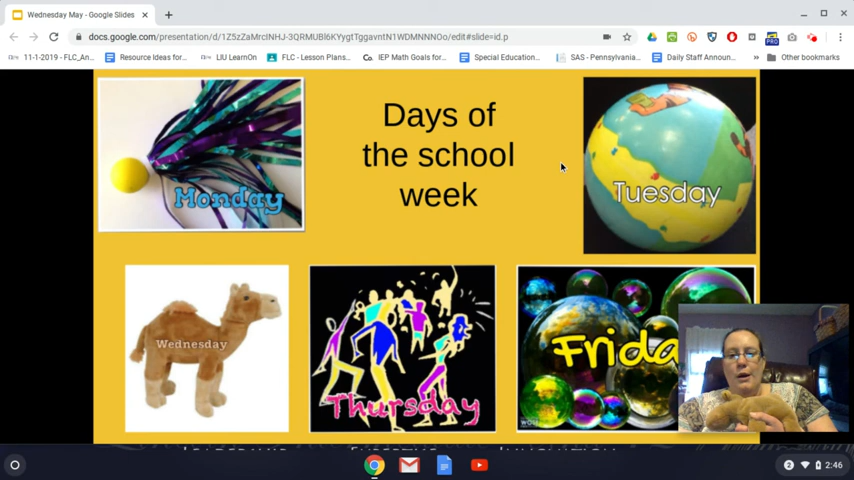 Wednesday May - Google Slides
docs.google.com/presentation/d/1Z5zZaMrcINHJ-3QRMUBl6KYygtTggavntN1WDMNNNOo/edit#slide=id.p
11-1-2019 - FLC_An...
Resource Ideas for...
LIU LearnOn
FLC - Lesson Plans...
IEP Math Goals for...
Special Education...
SAS - Pennsylvania...
Daily Staff Announ...
Other bookmarks
Days of
the school
week
Monday
Tuesday
Wednesday
Thursday
Frida
2
2:46